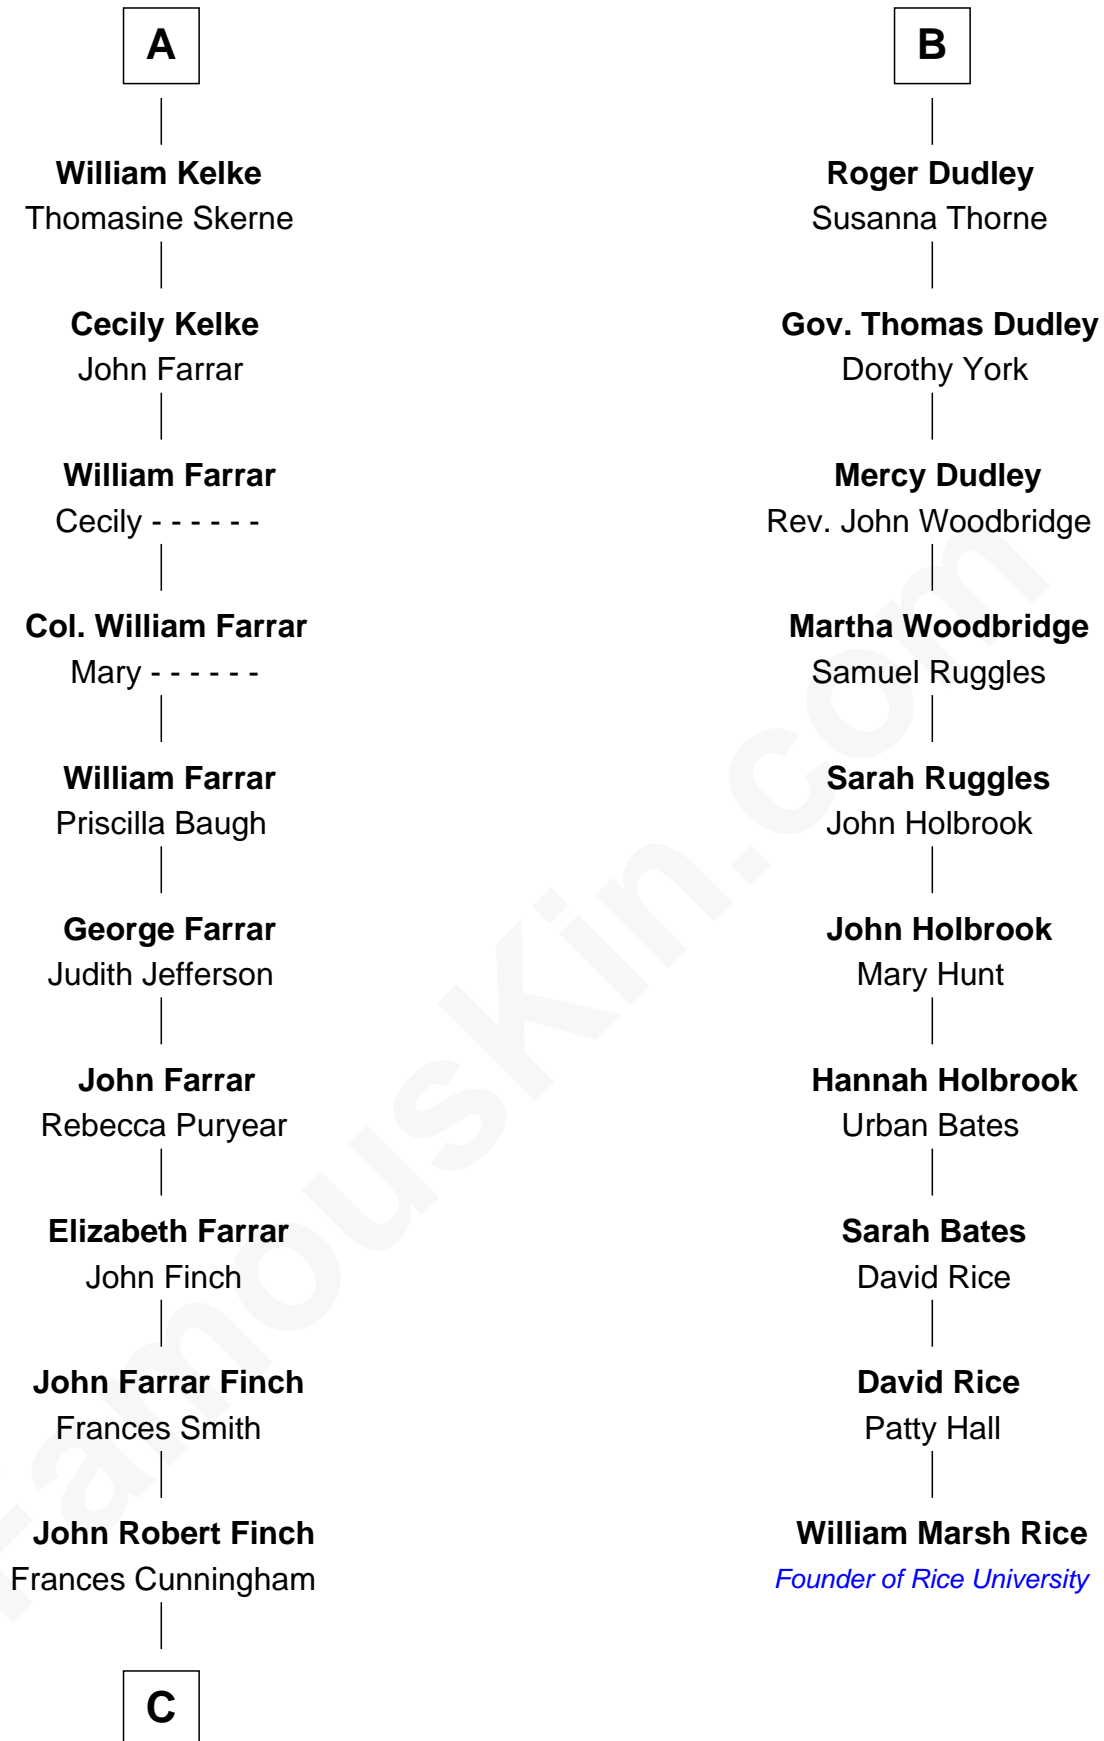 A
William Kelke
Thomasine Skerne
Cecily Kelke
John Farrar
William Farrar
Cecily - - - - - -
Col. William Farrar
Mary - - - - - -
William Farrar
Priscilla Baugh
George Farrar
Judith Jefferson
John Farrar
Rebecca Puryear
Elizabeth Farrar
John Finch
John Farrar Finch
Frances Smith
John Robert Finch
Frances Cunningham
C
B
Roger Dudley
Susanna Thorne
Gov. Thomas Dudley
Dorothy York
Mercy Dudley
Rev. John Woodbridge
Martha Woodbridge
Samuel Ruggles
Sarah Ruggles
John Holbrook
John Holbrook
Mary Hunt
Hannah Holbrook
Urban Bates
Sarah Bates
David Rice
David Rice
Patty Hall
William Marsh Rice
Founder of Rice University
FamousKin.com